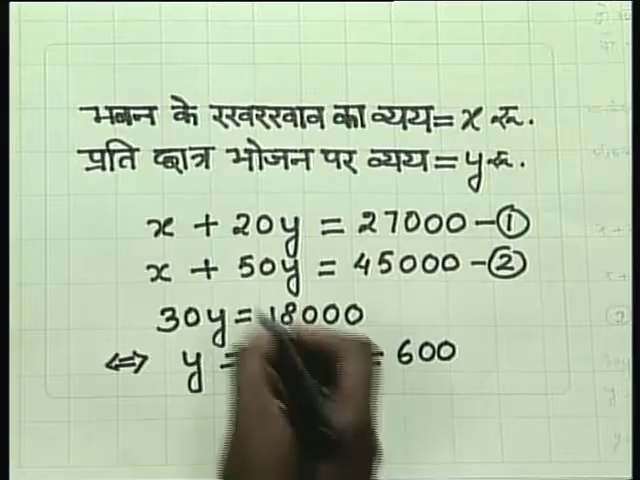 भवन के रखरखाव का व्यय = x रू.
प्रति छात्र भोजन पर व्यय = y रू.
x + 20y = 27000 - ①
x + 50y = 45000 - ②
30y = 18000
⇔ y = = 600